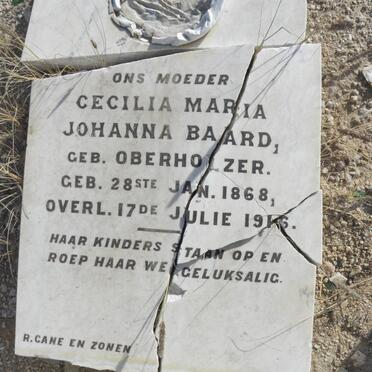 ONS MOEDER
CECILIA MARIA
JOHANNA BAARD,
GEB. OBERHOLZER.
GEB. 28STE JAN. 1868,
OVERL. 17DE JULIE
HAAR KINDERS STAAN OP EN
ROEP HAAR WELGELUKSALIG.
R. CANE EN ZONEN